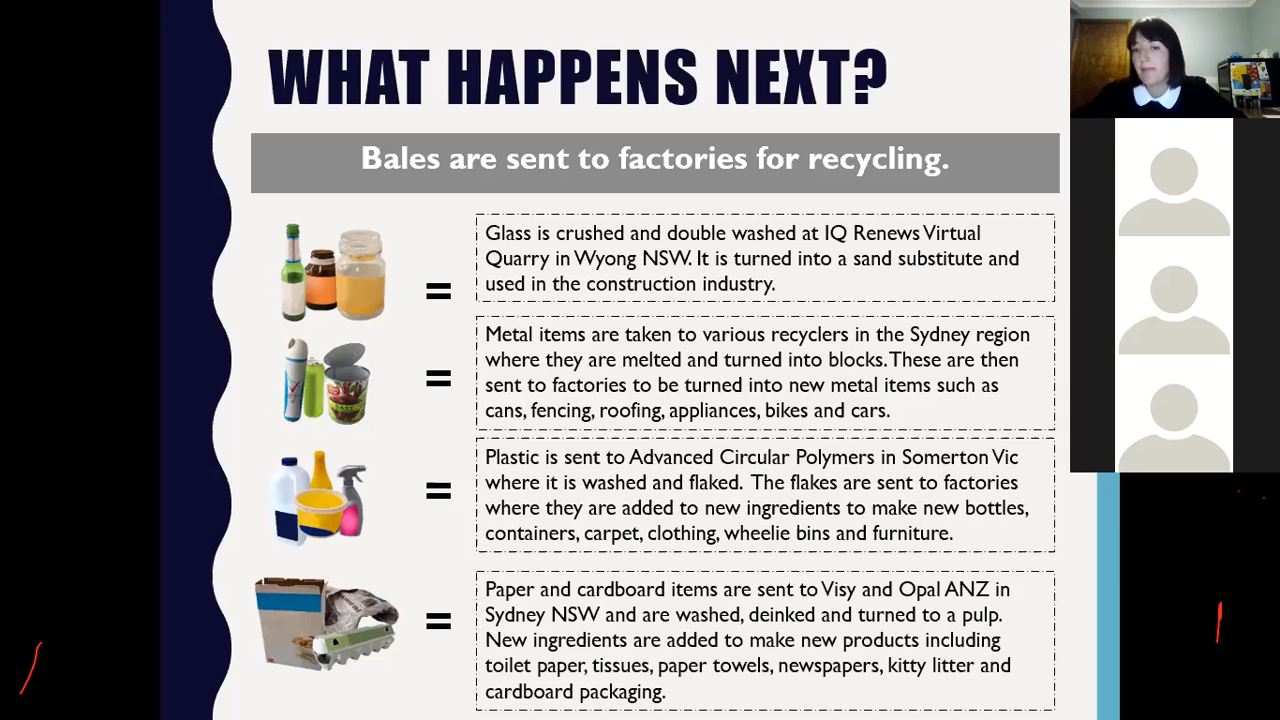 WHAT HAPPENS NEXT?
Bales are sent to factories for recycling.
Glass is crushed and double washed at IQ Renews Virtual
Quarry in Wyong NSW. It is turned into a sand substitute and
used in the construction industry.
=
Metal items are taken to various recyclers in the Sydney region
where they are melted and turned into blocks. These are then
sent to factories to be turned into new metal items such as
cans, fencing, roofing, appliances, bikes and cars.
=
Plastic is sent to Advanced Circular Polymers in Somerton Vic
where it is washed and flaked.  The flakes are sent to factories
where they are added to new ingredients to make new bottles,
containers, carpet, clothing, wheelie bins and furniture.
=
Paper and cardboard items are sent to Visy and Opal ANZ in
Sydney NSW and are washed, deinked and turned to a pulp.
New ingredients are added to make new products including
toilet paper, tissues, paper towels, newspapers, kitty litter and
cardboard packaging.
=